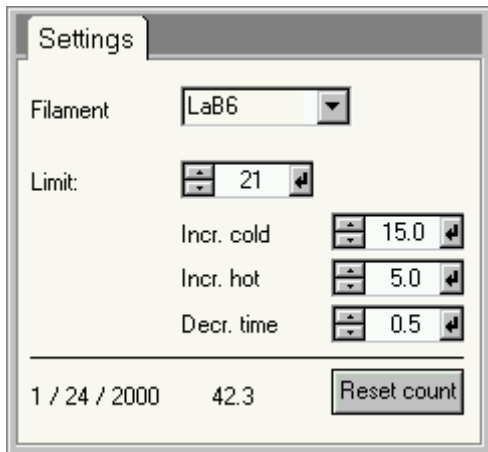 Settings
Filament LaB6
Limit: 21
Incr. cold 15.0
Incr. hot 5.0
Decr. time 0.5
1 / 24 / 2000 42.3 Reset count